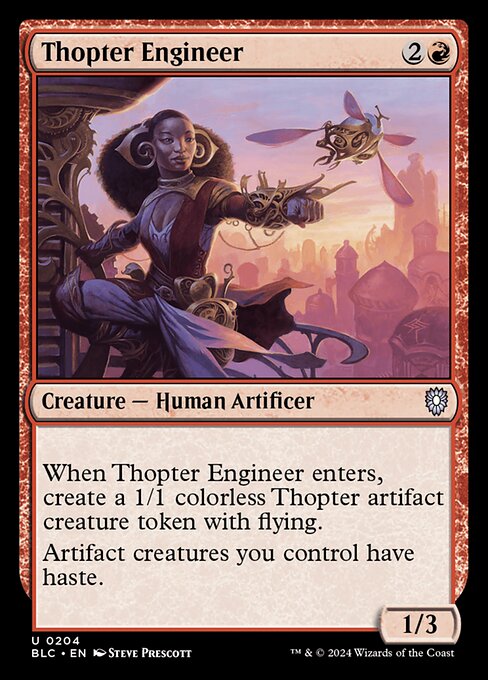 Thopter Engineer 2
Creature — Human Artificer
When Thopter Engineer enters,
create a 1/1 colorless Thopter artifact
creature token with flying.
Artifact creatures you control have
haste.
1/3
U 0204
BLC • EN Steve Prescott
™ & © 2024 Wizards of the Coast